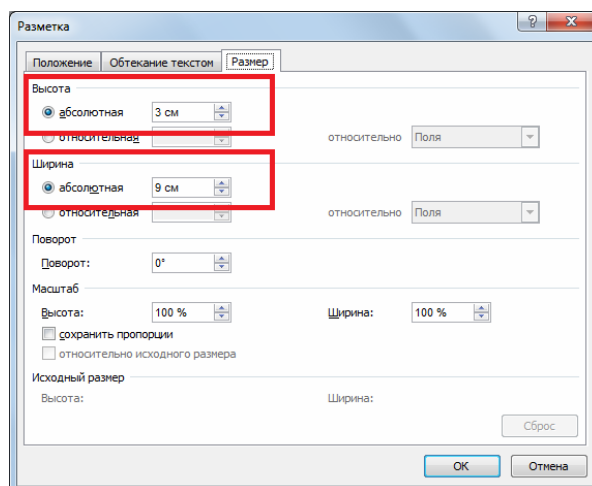 Разметка
Положение Обтекание текстом Размер
Высота
абсолютная 3 см
относительная относительно Поля
Ширина
абсолютная 9 см
относительная относительно Поля
Поворот
Поворот: 0°
Масштаб
Высота: 100 % Ширина: 100 %
сохранить пропорции
относительно исходного размера
Исходный размер
Высота: Ширина:
Сброс
ОК Отмена